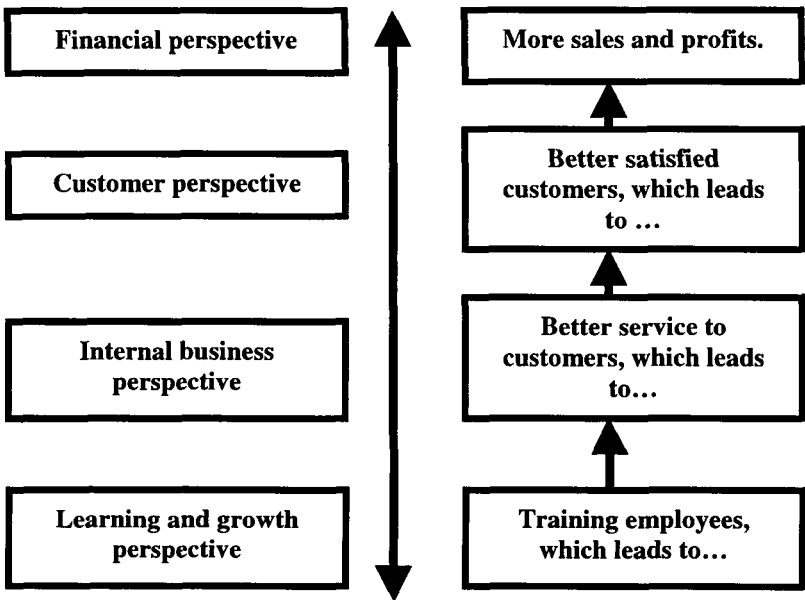 Financial perspective
More sales and profits.
Customer perspective
Better satisfied
customers, which leads
to ...
Internal business
perspective
Better service to
customers, which leads
to...
Learning and growth
perspective
Training employees,
which leads to...